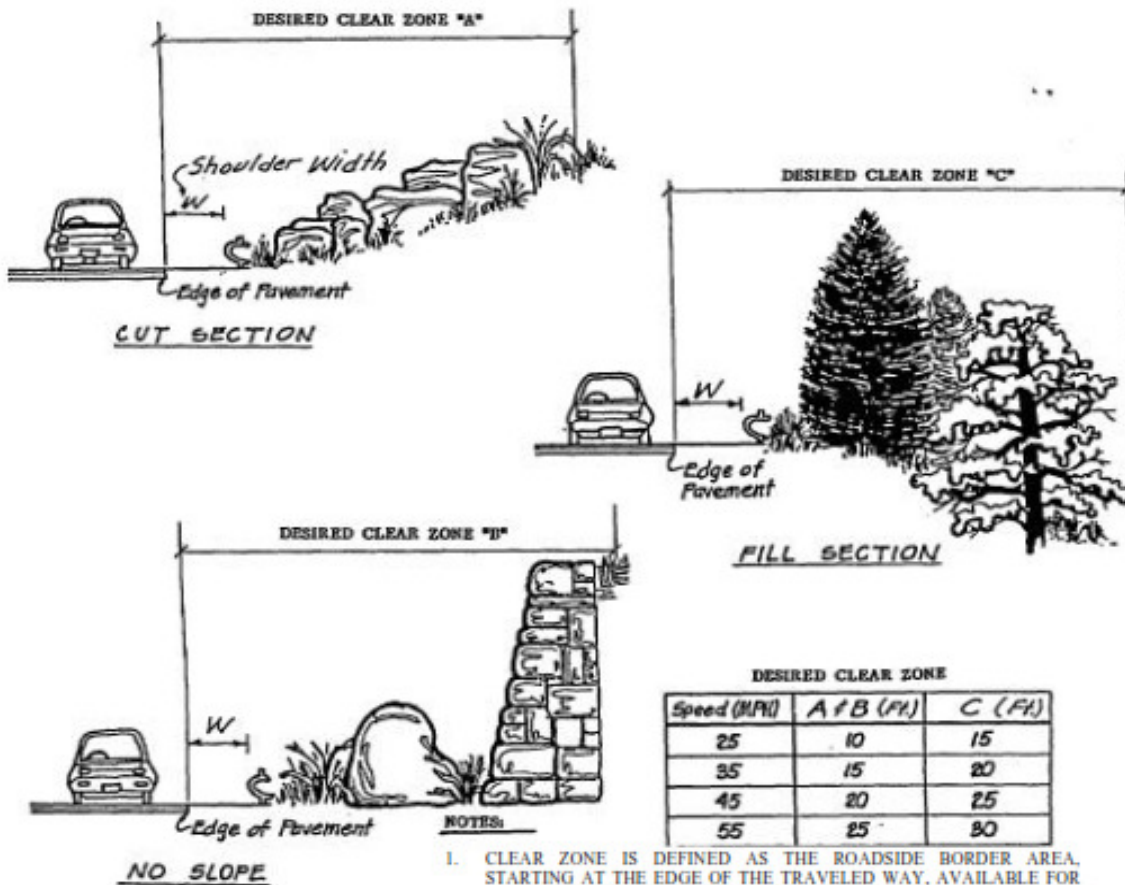 DESIRED CLEAR ZONE "A"
Shoulder Width
W
Edge of Pavement
CUT SECTION
DESIRED CLEAR ZONE "C"
W
Edge of
Pavement
FILL SECTION
DESIRED CLEAR ZONE "B"
W
Edge of Pavement
NO SLOPE
DESIRED CLEAR ZONE
Speed (MPH) A & B (Ft.) C (Ft.)
25 10 15
35 15 20
45 20 25
55 25 30
NOTES:
1. CLEAR ZONE IS DEFINED AS THE ROADSIDE BORDER AREA,
STARTING AT THE EDGE OF THE TRAVELED WAY, AVAILABLE FOR